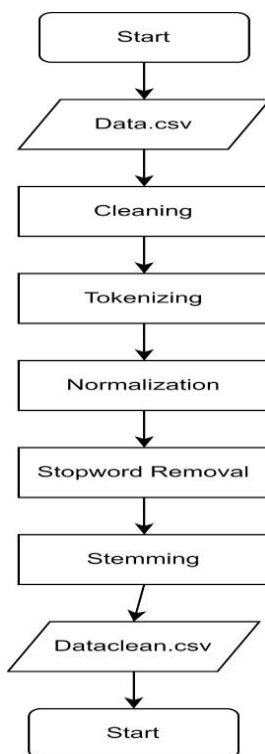 Start
Data.csv
Cleaning
Tokenizing
Normalization
Stopword Removal
Stemming
Dataclean.csv
Start